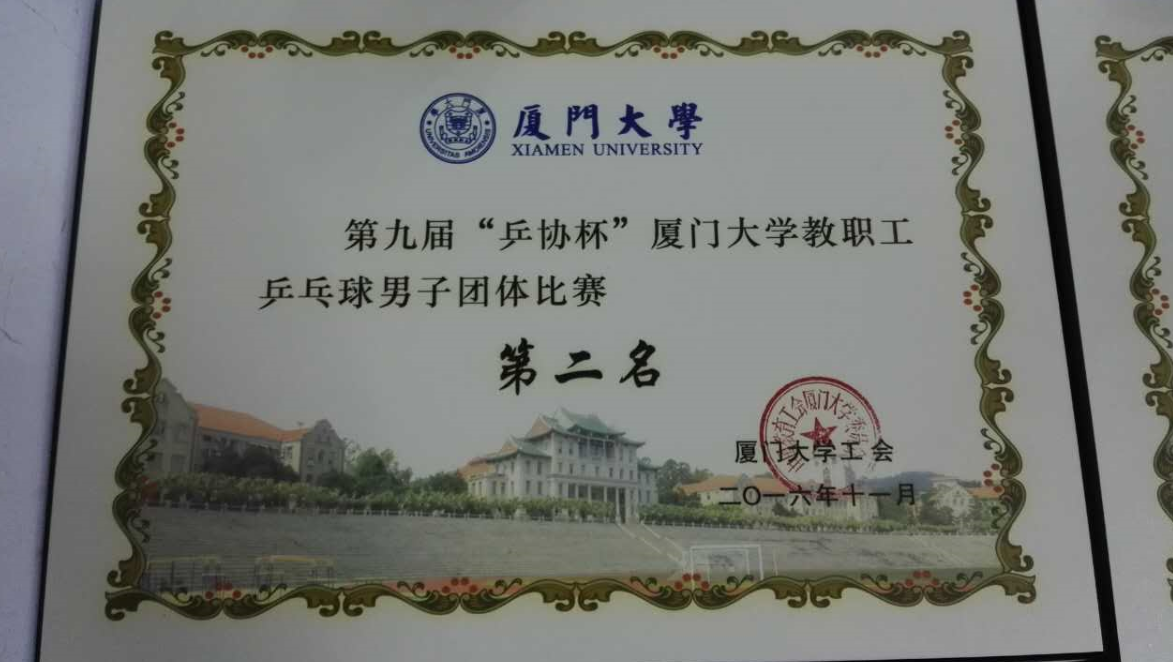 厦門大學
XIAMEN UNIVERSITY
第九届“乒协杯”厦门大学教职工
乒乓球男子团体比赛
第二名
厦门大学工会
二〇一六年十一月